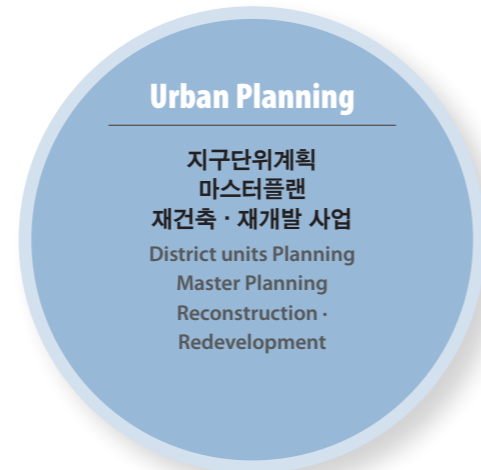 Urban Planning
지구단위계획
마스터플랜
재건축 · 재개발 사업
District units Planning
Master Planning
Reconstruction ·
Redevelopment